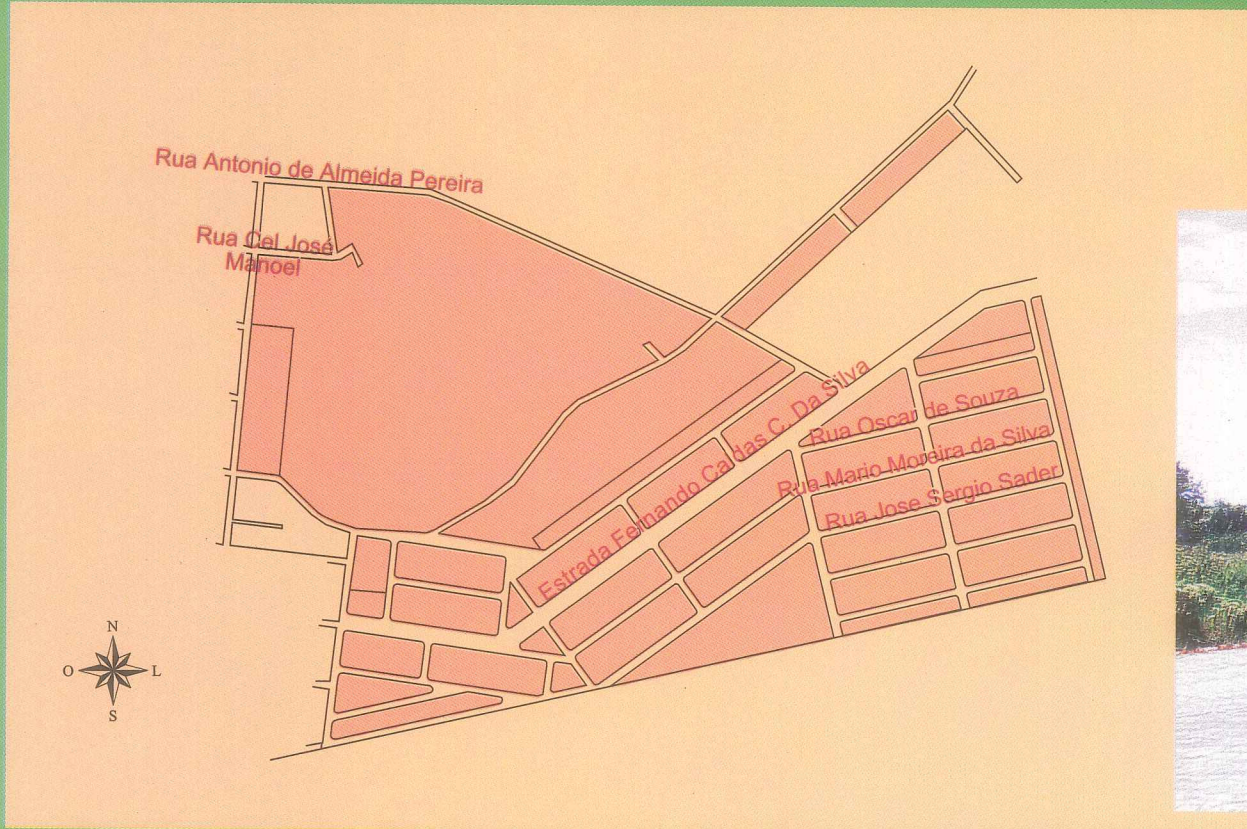 Rua Antonio de Almeida Pereira
Rua Cel José
Manoel
Estrada Fernando Caldas C. Da Silva
Rua Oscar de Souza
Rua Mario Moreira da Silva
Rua Jose Sergio Sader
N
O
L
S